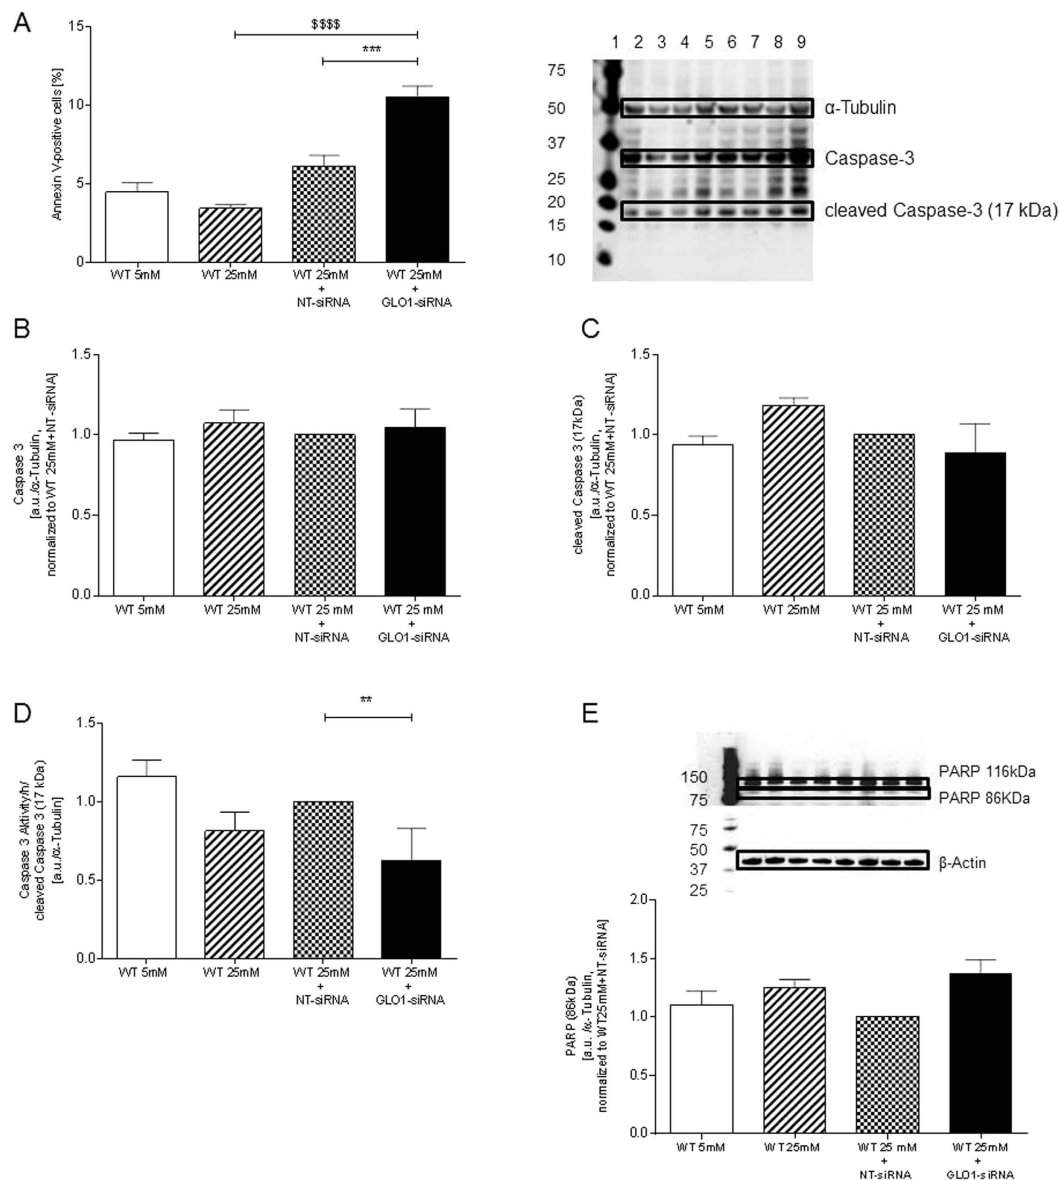 A
Annexin V-positive cells [%]
15
10
5
0
$$$$
***
WT 5mM
WT 25mM
WT 25mM
+
NT-siRNA
WT 25mM
+
GLO1-siRNA
1 2 3 4 5 6 7 8 9
75
50
37
25
20
15
10
α-Tubulin
Caspase-3
cleaved Caspase-3 (17 kDa)
B
Caspase 3
[a.u./α-Tubulin,
normalized to WT 25mM+NT-siRNA]
1.5
1.0
0.5
0.0
WT 5mM
WT 25mM
WT 25 mM
+
NT-siRNA
WT 25 mM
+
GLO1-siRNA
C
cleaved Caspase 3 (17kDa)
[a.u./α-Tubulin,
normalized to WT 25mM+NT-siRNA]
1.5
1.0
0.5
0.0
WT 5mM
WT 25mM
WT 25 mM
+
NT-siRNA
WT 25 mM
+
GLO1-siRNA
D
Caspase 3 Aktivity/h/
cleaved Caspase 3 (17 kDa)
[a.u./α-Tubulin]
1.5
1.0
0.5
0.0
**
WT 5mM
WT 25mM
WT 25mM
+
NT-siRNA
WT 25mM
+
GLO1-siRNA
E
150
75
75
50
37
25
PARP 116kDa
PARP 86KDa
β-Actin
PARP (86kDa)
[a.u. /α-Tubulin,
normalized to WT25mM+NT-siRNA]
2.0
1.5
1.0
0.5
0.0
WT 5mM
WT 25mM
WT 25 mM
+
NT-siRNA
WT 25mM
+
GLO1-siRNA